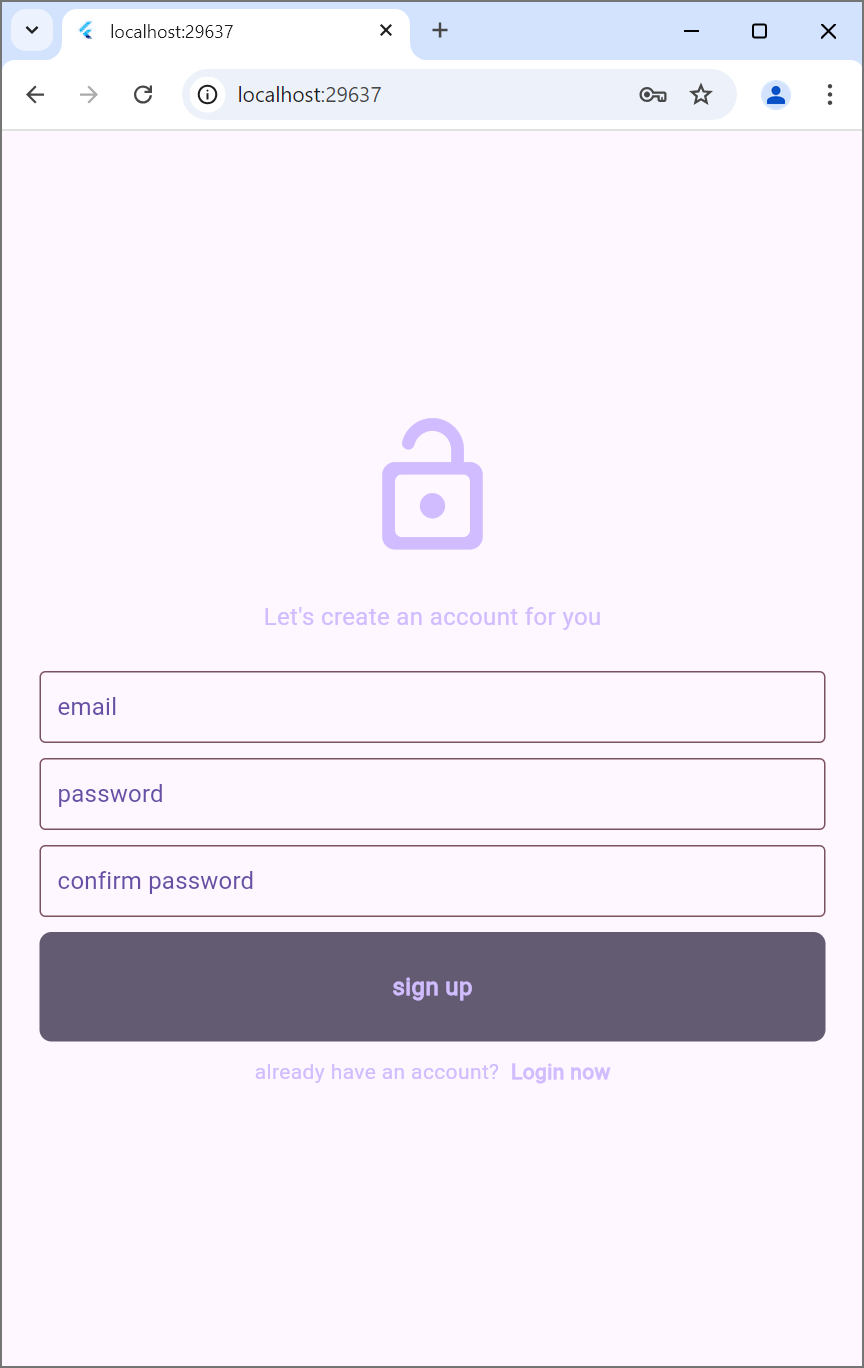 localhost:29637
localhost:29637
Let's create an account for you
email
password
confirm password
sign up
already have an account? Login now